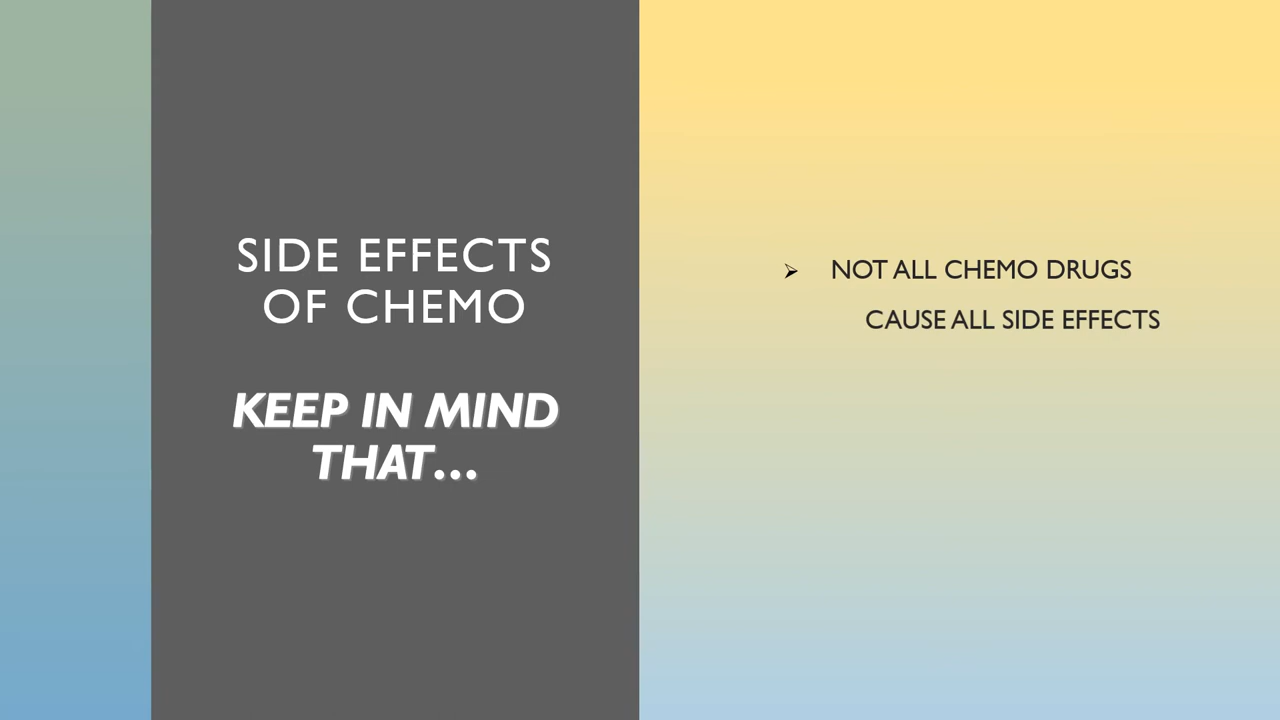 SIDE EFFECTS
OF CHEMO
KEEP IN MIND
THAT...
➢ NOT ALL CHEMO DRUGS
CAUSE ALL SIDE EFFECTS